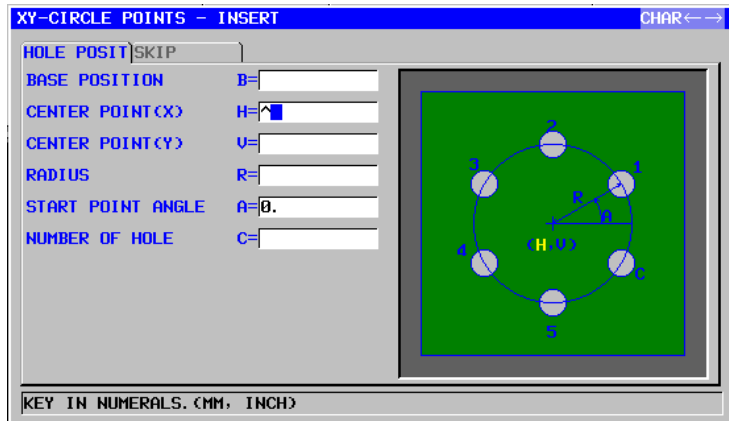 XY-CIRCLE POINTS - INSERT CHAR←→
HOLE POSIT SKIP
BASE POSITION B=
CENTER POINT(X) H=^
CENTER POINT(Y) V=
RADIUS R=
START POINT ANGLE A=0.
NUMBER OF HOLE C=
2
3
1
R
A
(H,V)
4
C
5
KEY IN NUMERALS.(MM, INCH)